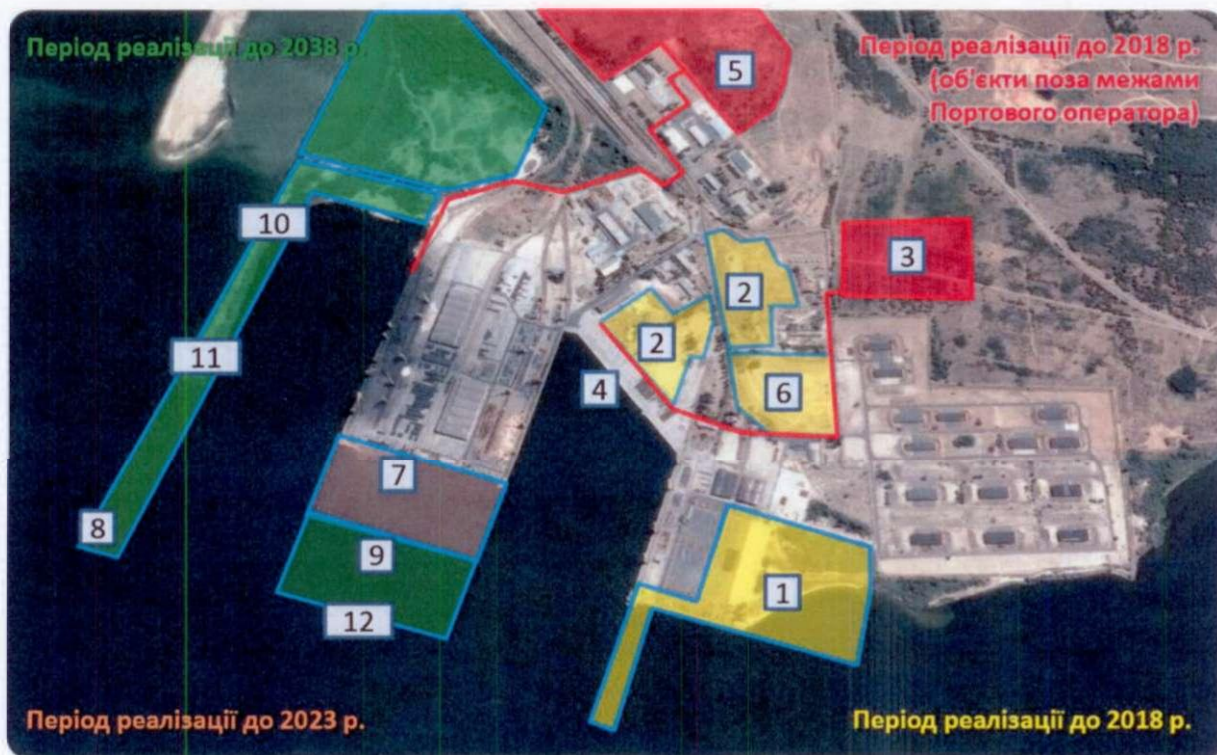 Період реалізації до 2038 р.
Період реалізації до 2018 р.
(об'єкти поза межами
Портового оператора)
5
10
3
2
2
11
4
6
7
8
9
1
12
Період реалізації до 2023 р.
Період реалізації до 2018 р.